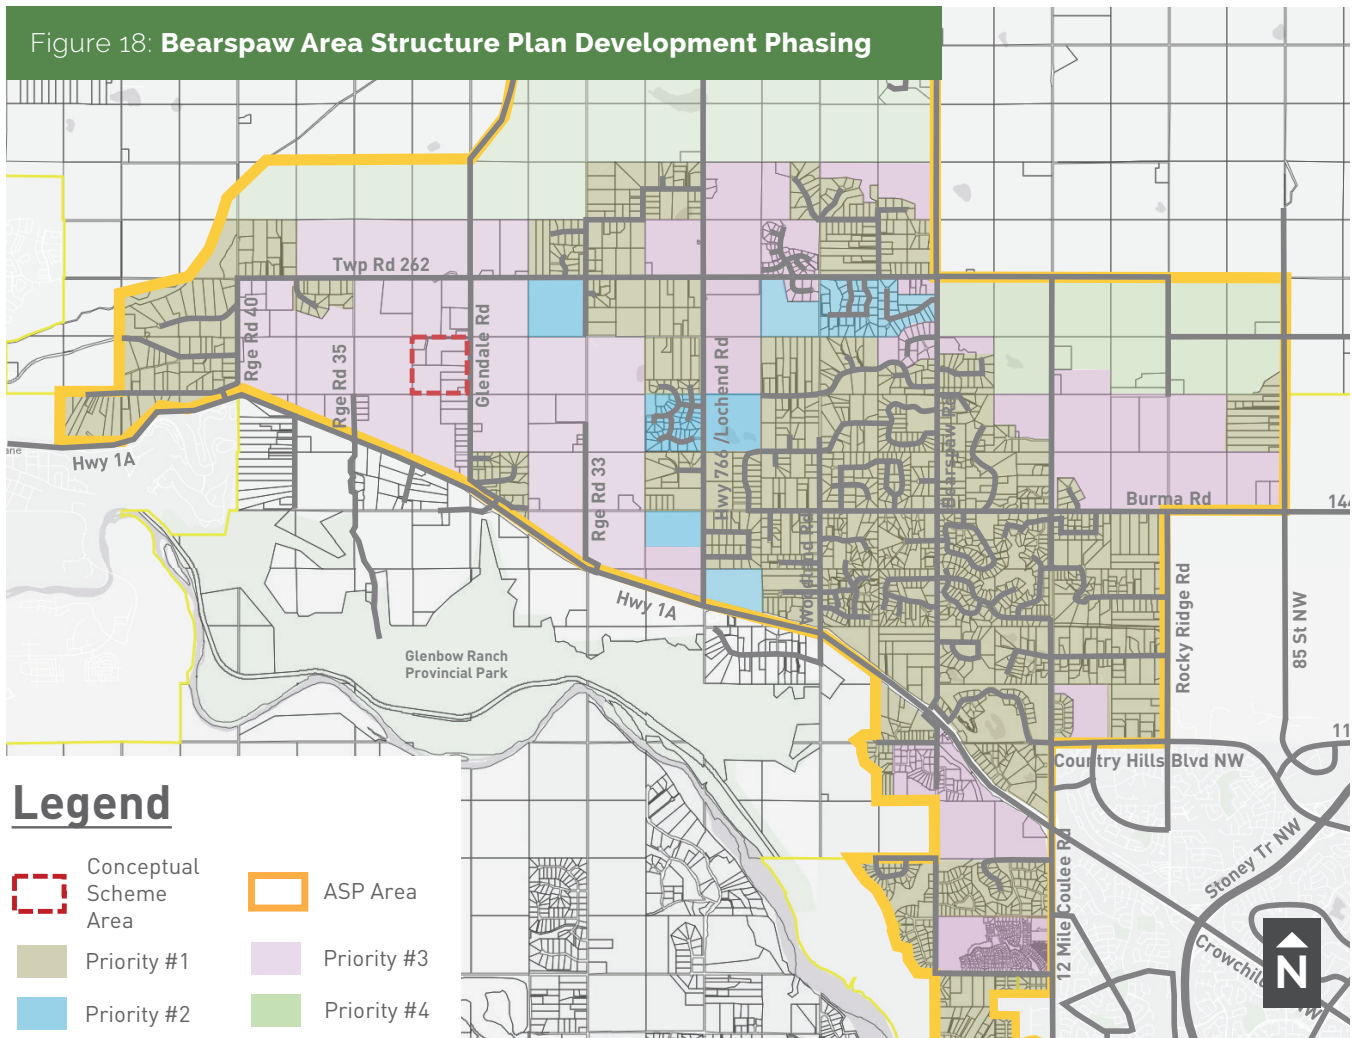 Figure 18: Bearspaw Area Structure Plan Development Phasing
Twp Rd 262
Rge Rd 40
Rge Rd 35
Glendale Rd
Hwy 766 /Lochend Rd
Bearspaw Rd
Hwy 1A
Rge Rd 33
Burma Rd
144
Woodland Rd
Hwy 1A
Glenbow Ranch
Provincial Park
Rocky Ridge Rd
85 St NW
11
Country Hills Blvd NW
12 Mile Coulee Rd
Stoney Tr NW
NW
N
Legend
Conceptual
Scheme
Area
ASP Area
Priority #1
Priority #3
Priority #2
Priority #4